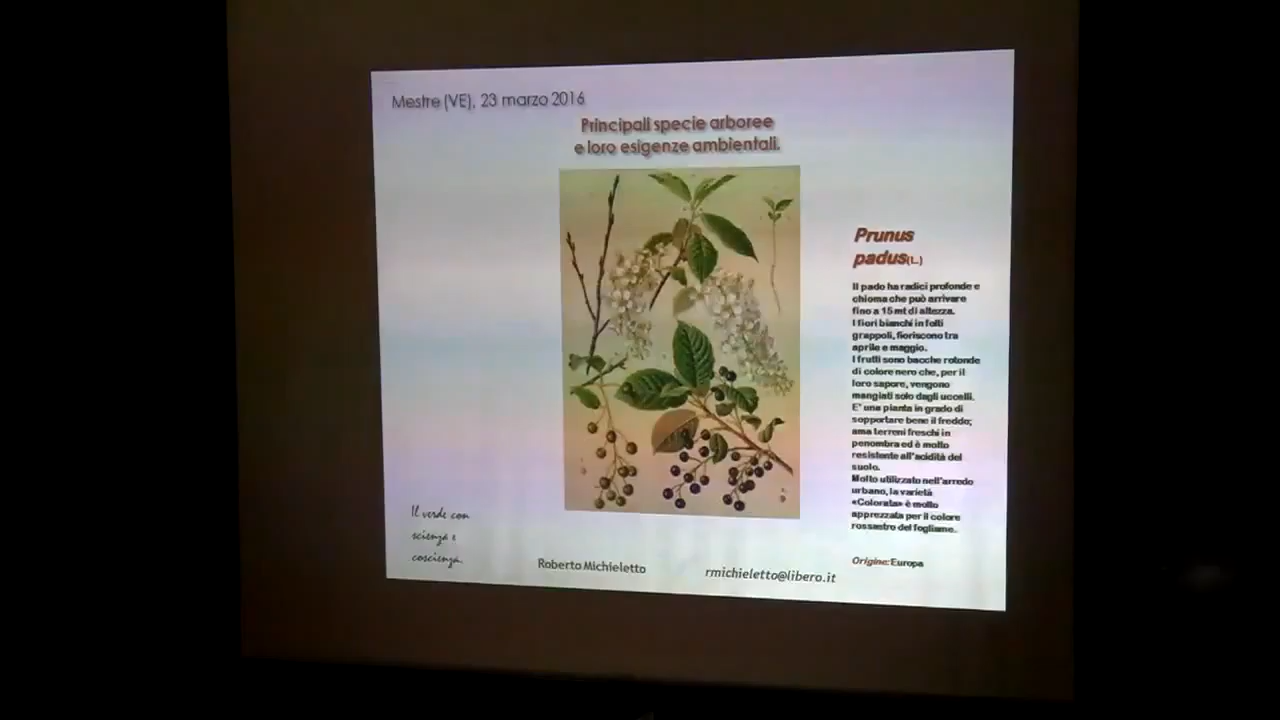 Mestre (VE), 23 marzo 2016
Principali specie arboree
e loro esigenze ambientali.
Prunus
padus(L.)
Il pado ha radici profonde e
chioma che può arrivare
fino a 15 mt di altezza.
I fiori bianchi in folti
grappoli, fioriscono tra
aprile e maggio.
I frutti sono bacche rotonde
di colore nero che, per il
loro sapore, vengono
mangiati solo dagli uccelli.
E' una pianta in grado di
sopportare bene il freddo;
ama terreni freschi in
penombra ed è molto
resistente all'acidità del
suolo.
Molto utilizzato nell'arredo
urbano, la varietà
«Colorata» è molto
apprezzata per il colore
rossastro del fogliame.
Origine: Europa
Il verde con
scienza e
coscienza.
Roberto Michieletto
rmichieletto@libero.it